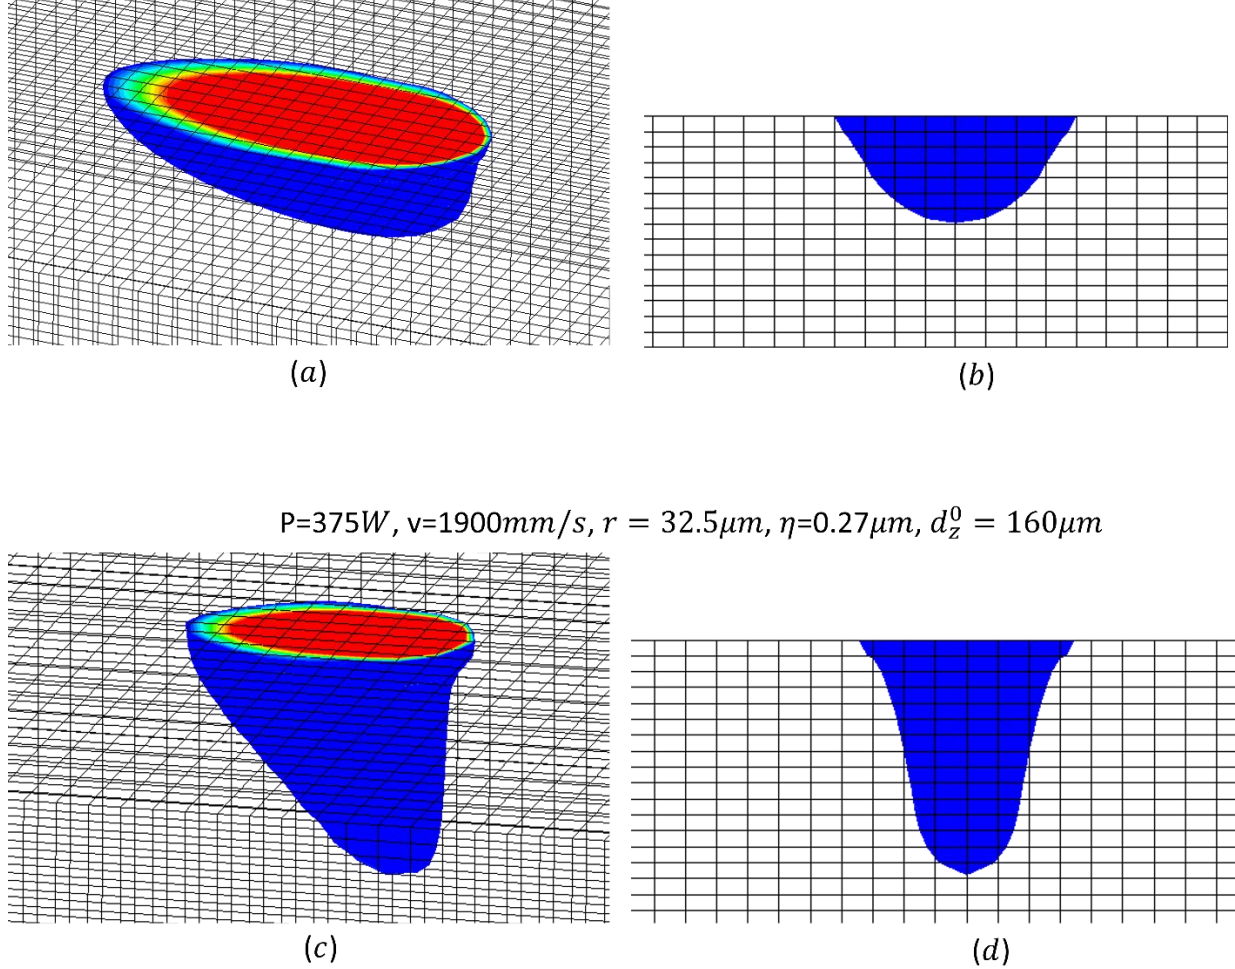 (a)
(b)
P=375W, v=1900mm/s, r = 32.5μm, η=0.27μm, d_z^0 = 160μm
(c)
(d)